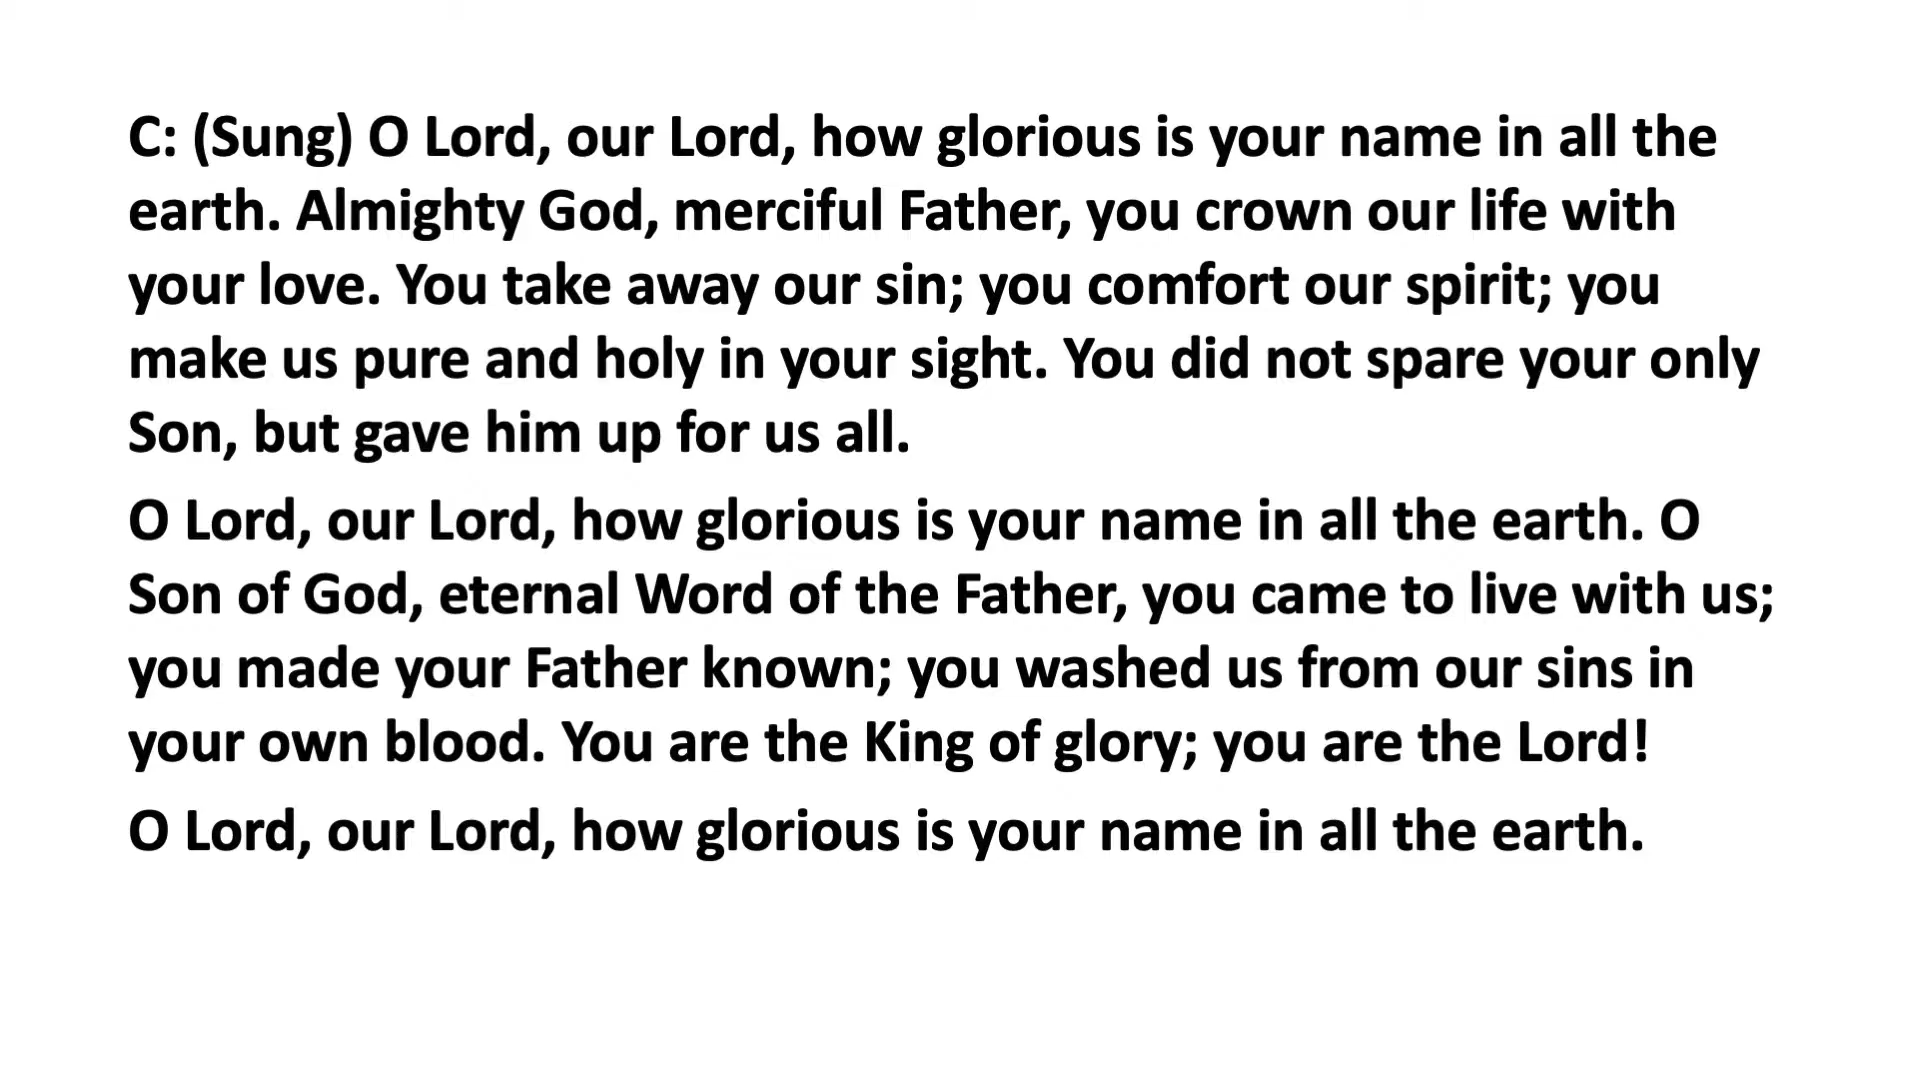 C: (Sung) O Lord, our Lord, how glorious is your name in all the
earth. Almighty God, merciful Father, you crown our life with
your love. You take away our sin; you comfort our spirit; you
make us pure and holy in your sight. You did not spare your only
Son, but gave him up for us all.
O Lord, our Lord, how glorious is your name in all the earth. O
Son of God, eternal Word of the Father, you came to live with us;
you made your Father known; you washed us from our sins in
your own blood. You are the King of glory; you are the Lord!
O Lord, our Lord, how glorious is your name in all the earth.